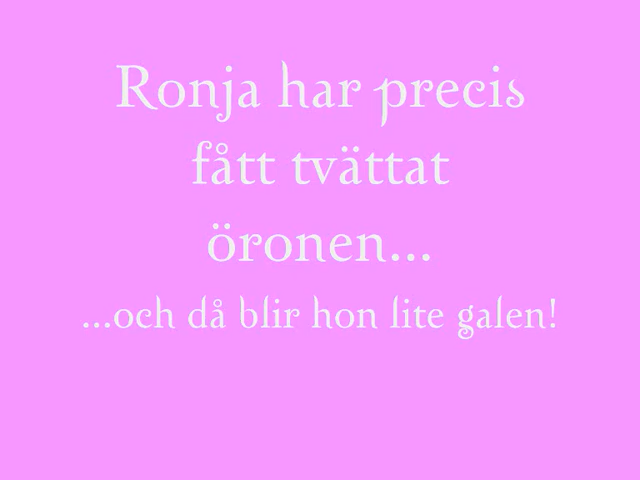 Ronja har precis
fått tvättat
öronen...
...och då blir hon lite galen!